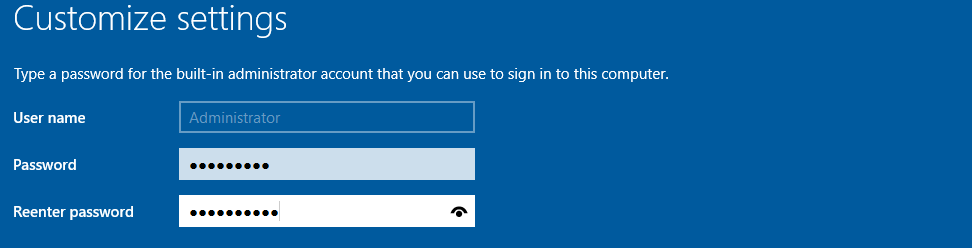 Customize settings
Type a password for the built-in administrator account that you can use to sign in to this computer.
User name Administrator
Password ●●●●●●●●●
Reenter password ●●●●●●●●●●